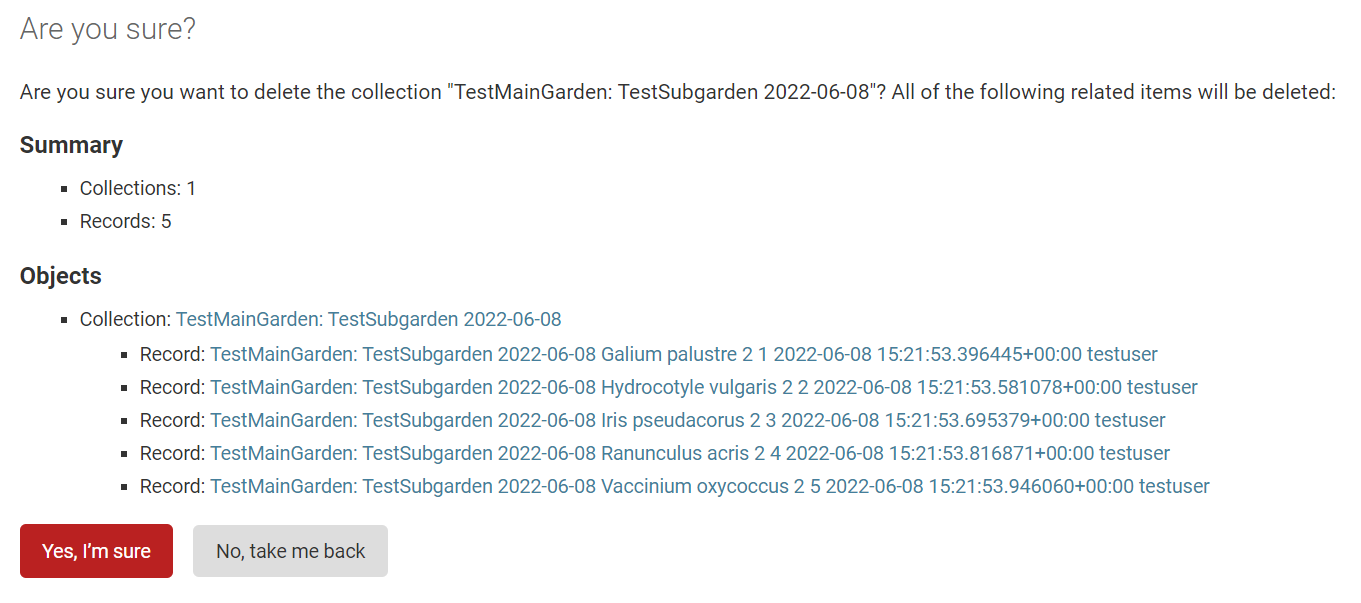 Are you sure?
Are you sure you want to delete the collection "TestMainGarden: TestSubgarden 2022-06-08"? All of the following related items will be deleted:
Summary
Collections: 1
Records: 5
Objects
Collection: TestMainGarden: TestSubgarden 2022-06-08
Record: TestMainGarden: TestSubgarden 2022-06-08 Galium palustre 2 1 2022-06-08 15:21:53.396445+00:00 testuser
Record: TestMainGarden: TestSubgarden 2022-06-08 Hydrocotyle vulgaris 2 2 2022-06-08 15:21:53.581078+00:00 testuser
Record: TestMainGarden: TestSubgarden 2022-06-08 Iris pseudacorus 2 3 2022-06-08 15:21:53.695379+00:00 testuser
Record: TestMainGarden: TestSubgarden 2022-06-08 Ranunculus acris 2 4 2022-06-08 15:21:53.816871+00:00 testuser
Record: TestMainGarden: TestSubgarden 2022-06-08 Vaccinium oxycoccus 2 5 2022-06-08 15:21:53.946060+00:00 testuser
Yes, I’m sure No, take me back